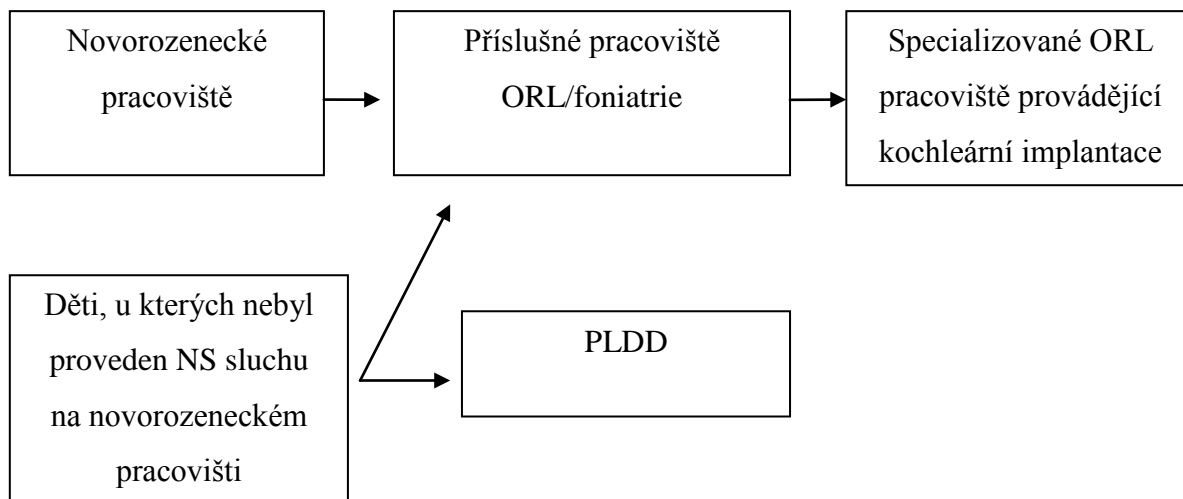 Novorozenecké
pracoviště
Příslušné pracoviště
ORL/foniatrie
Specializované ORL
pracoviště provádějící
kochleární implantace
Děti, u kterých nebyl
proveden NS sluchu
na novorozeneckém
pracovišti
PLDD